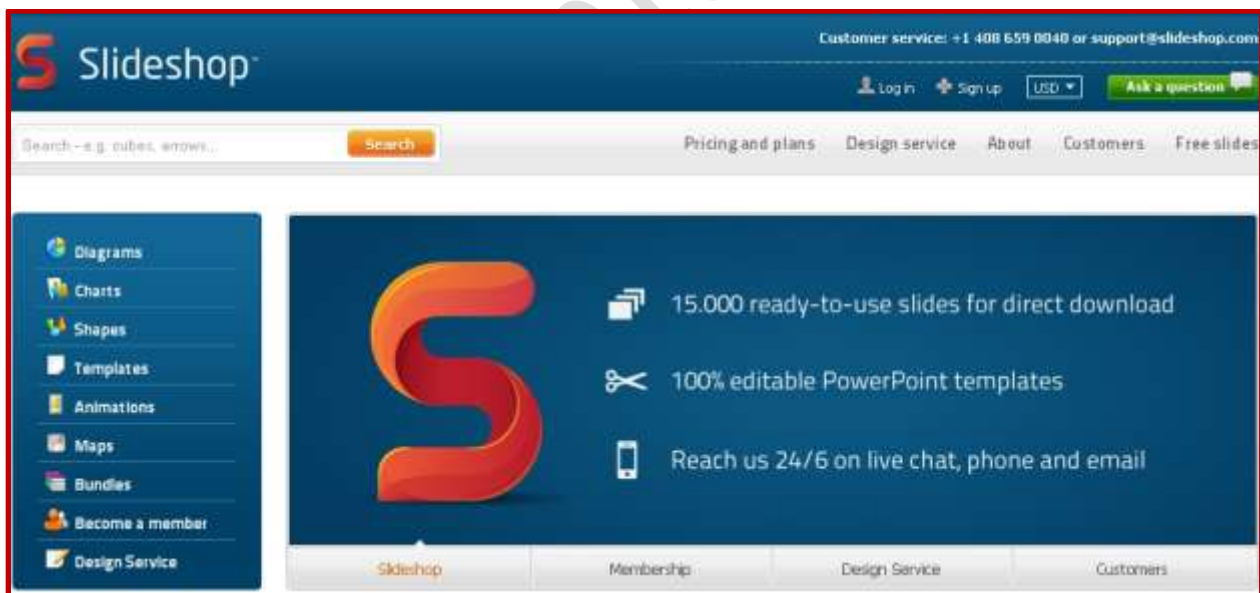 Customer service: +1 408 659 0040 or support@slideshop.com
Slideshop
Log in Sign up USD Ask a question
Search - e.g. cubes, arrows... Search Pricing and plans Design service About Customers Free slides
Diagrams
Charts
Shapes
Templates
Animations
Maps
Bundles
Become a member
Design Service
15.000 ready-to-use slides for direct download
100% editable PowerPoint templates
Reach us 24/6 on live chat, phone and email
Slideshop Membership Design Service Customers